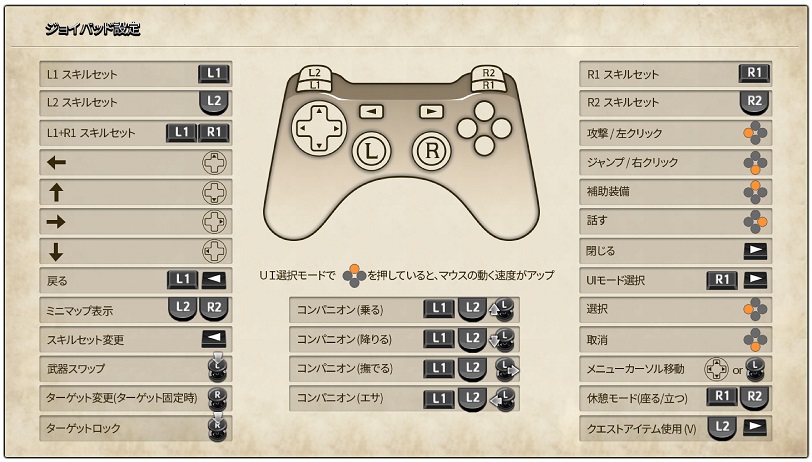 ジョイパッド設定
L1 スキルセット L1
L2 スキルセット L2
L1+R1 スキルセット L1 R1
戻る L1
ミニマップ表示 L2 R2
スキルセット変更
武器スワップ L
ターゲット変更(ターゲット固定時) R
ターゲットロック R
L2 R2
L1 R1
L R
UI選択モードで を押していると、マウスの動く速度がアップ
コンパニオン(乗る) L1 L2 L
コンパニオン(降りる) L1 L2 L
コンパニオン(撫でる) L1 L2 L
コンパニオン(エサ) L1 L2 L
R1 スキルセット R1
R2 スキルセット R2
攻撃/左クリック
ジャンプ/右クリック
補助装備
話す
閉じる
UIモード選択 R1
選択
取消
メニューカーソル移動 or L
休憩モード(座る/立つ) R1 R2
クエストアイテム使用(V) L2